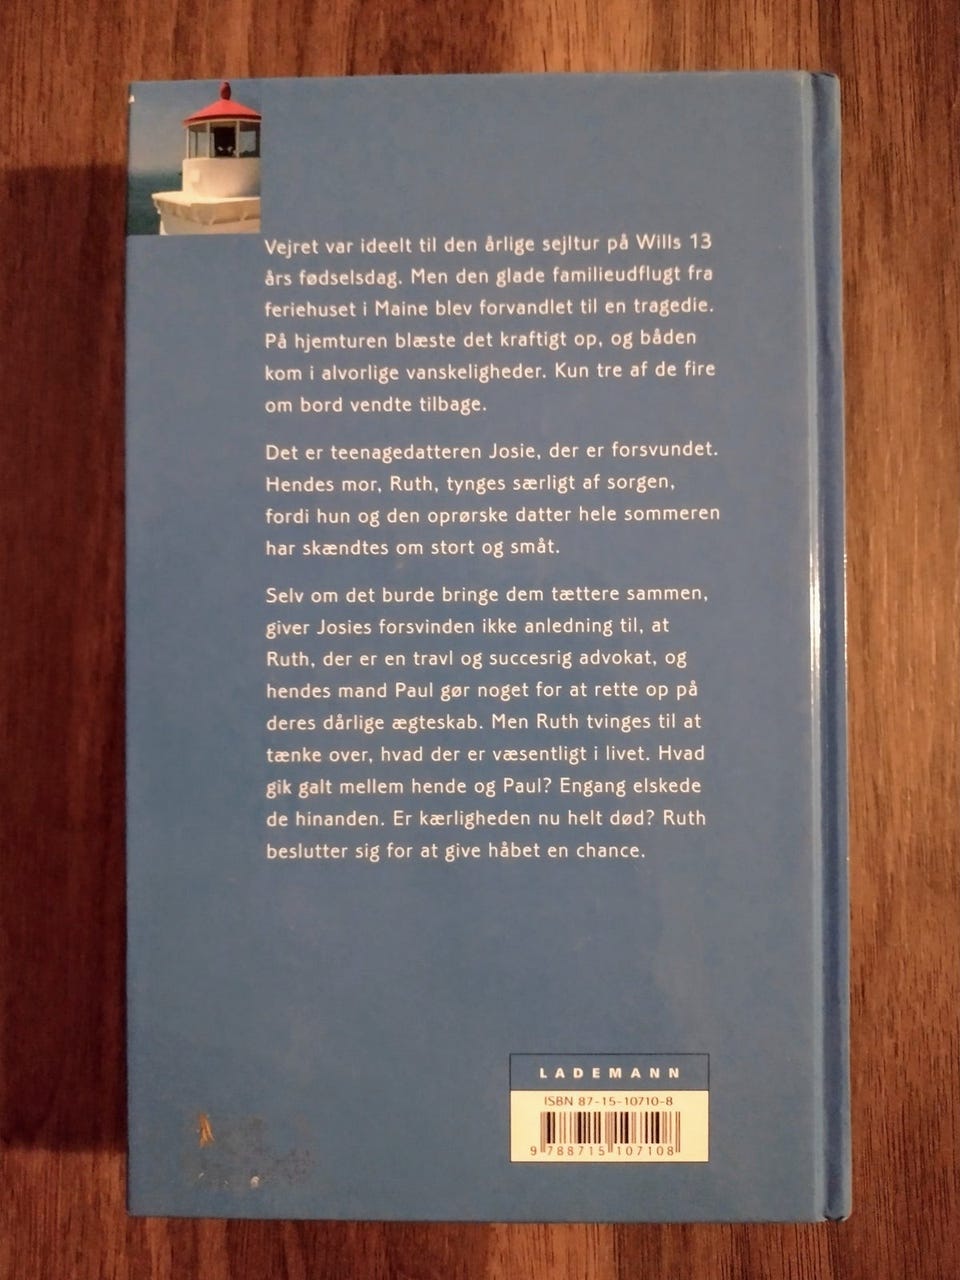 Vejret var ideelt til den årlige sejltur på Wills 13
års fødselsdag. Men den glade familieudflugt fra
feriehuset i Maine blev forvandlet til en tragedie.
På hjemturen blæste det kraftigt op, og båden
kom i alvorlige vanskeligheder. Kun tre af de fire
om bord vendte tilbage.
Det er teenagedatteren Josie, der er forsvundet.
Hendes mor, Ruth, tynges særligt af sorgen,
fordi hun og den oprørske datter hele sommeren
har skændtes om stort og småt.
Selv om det burde bringe dem tættere sammen,
giver Josies forsvinden ikke anledning til, at
Ruth, der er en travl og succesrig advokat, og
hendes mand Paul gør noget for at rette op på
deres dårlige ægteskab. Men Ruth tvinges til at
tænke over, hvad der er væsentligt i livet. Hvad
gik galt mellem hende og Paul? Engang elskede
de hinanden. Er kærligheden nu helt død? Ruth
beslutter sig for at give håbet en chance.
LADEMANN
ISBN 87-15-10710-8
9 788715 107108